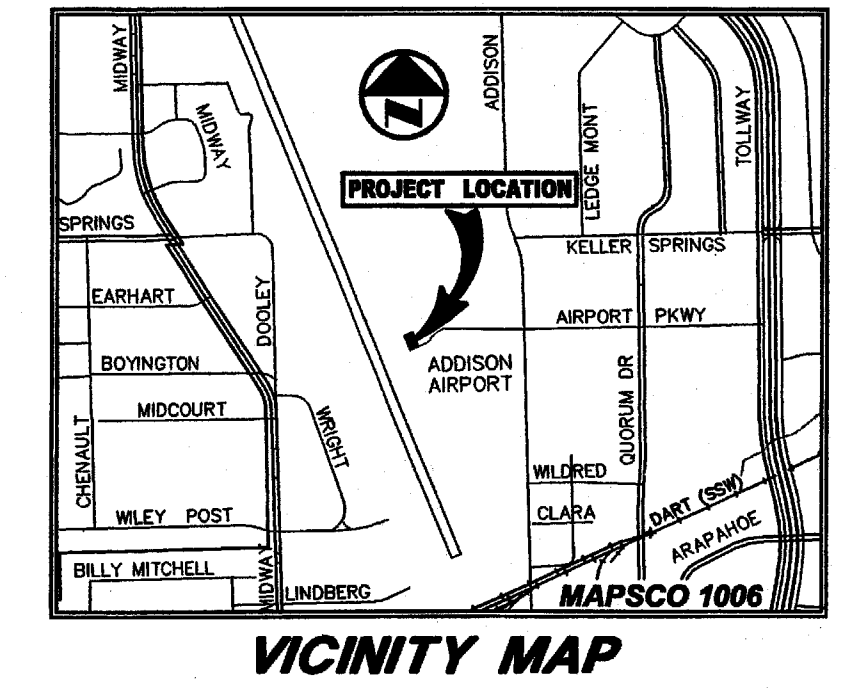 MIDWAY
ADDISON
MIDWAY
LEDGE MONT
TOLLWAY
PROJECT LOCATION
SPRINGS
KELLER SPRINGS
EARHART
DOOLEY
AIRPORT PKWY
ADDISON
AIRPORT
BOYINGTON
MIDCOURT
WRIGHT
QUORUM DR
CHENAULT
WILDRED
WILEY POST
CLARA
DART (SSW)
ARAPAHOE
BILLY MITCHELL
MIDWAY
LINDBERG
MAPSCO 1006
VICINITY MAP
N